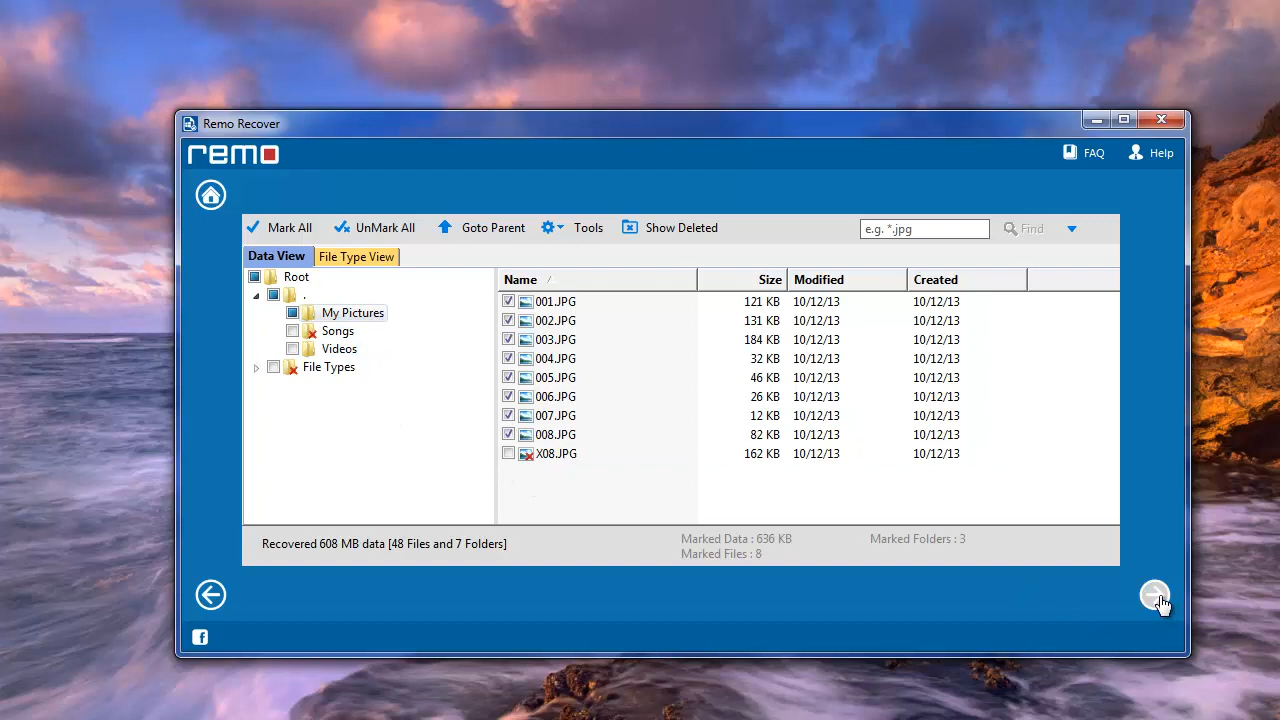 Remo Recover
remo
FAQ Help
Mark All UnMark All Goto Parent Tools Show Deleted e.g. *.jpg Find
Data View File Type View
Root
.
My Pictures
Songs
Videos
File Types
Name Size Modified Created
001.JPG 121 KB 10/12/13 10/12/13
002.JPG 131 KB 10/12/13 10/12/13
003.JPG 184 KB 10/12/13 10/12/13
004.JPG 32 KB 10/12/13 10/12/13
005.JPG 46 KB 10/12/13 10/12/13
006.JPG 26 KB 10/12/13 10/12/13
007.JPG 12 KB 10/12/13 10/12/13
008.JPG 82 KB 10/12/13 10/12/13
X08.JPG 162 KB 10/12/13 10/12/13
Recovered 608 MB data [48 Files and 7 Folders]
Marked Data : 636 KB Marked Folders : 3
Marked Files : 8
f